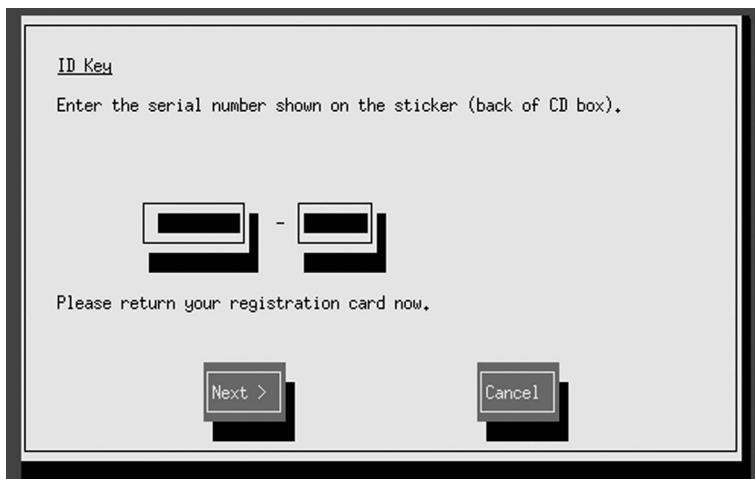 ID Key
Enter the serial number shown on the sticker (back of CD box).
-
Please return your registration card now.
Next >
Cancel